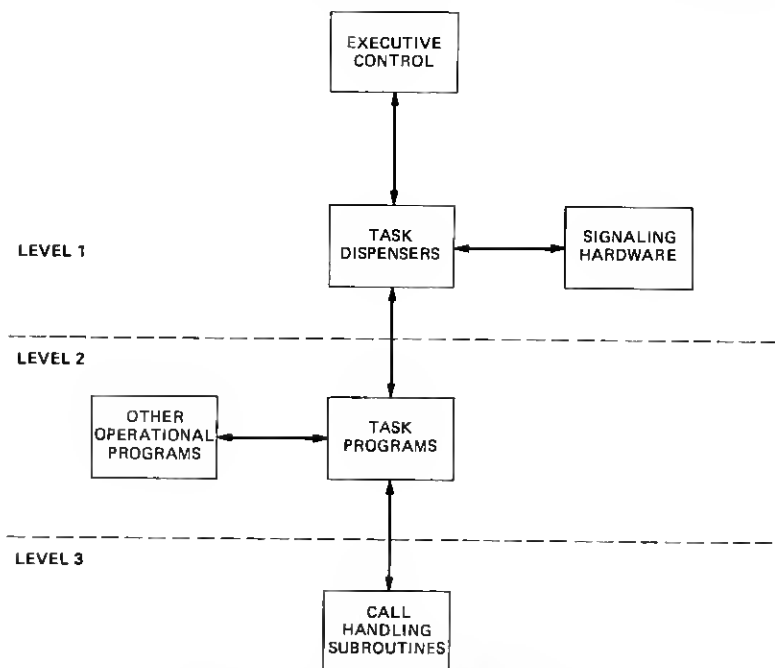 EXECUTIVE
CONTROL
LEVEL 1
TASK
DISPENSERS
SIGNALING
HARDWARE
LEVEL 2
OTHER
OPERATIONAL
PROGRAMS
TASK
PROGRAMS
LEVEL 3
CALL
HANDLING
SUBROUTINES